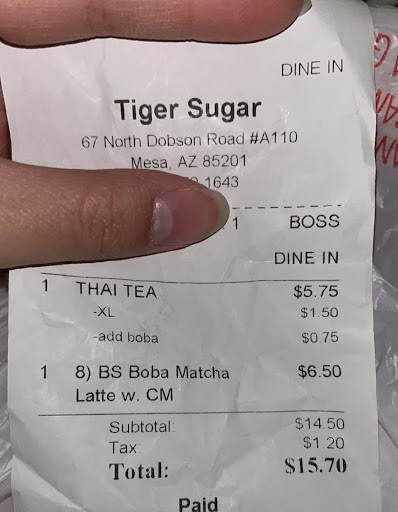 DINE IN
Tiger Sugar
67 North Dobson Road #A110
Mesa, AZ 85201
1643
1 BOSS
DINE IN
1 THAI TEA $5.75
-XL $1.50
-add boba $0.75
1 8) BS Boba Matcha $6.50
Latte w. CM
Subtotal: $14.50
Tax: $1.20
Total: $15.70
Paid